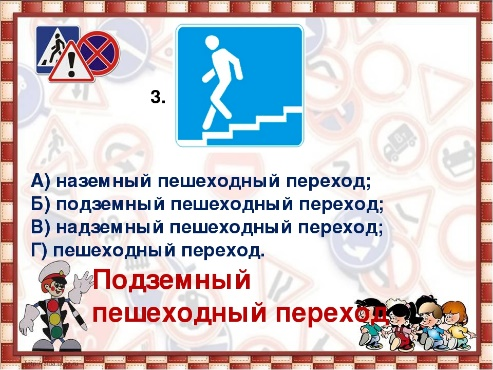 3.
А) наземный пешеходный переход;
Б) подземный пешеходный переход;
В) надземный пешеходный переход;
Г) пешеходный переход.
Подземный
пешеходный переход